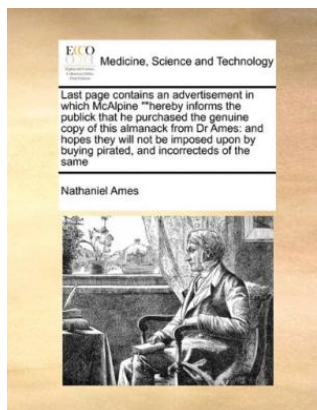 ECCO
Medicine, Science and Technology
Last page contains an advertisement in
which McAlpine ""hereby informs the
publick that he purchased the genuine
copy of this almanack from Dr Ames: and
hopes they will not be imposed upon by
buying pirated, and incorrecteds of the
same
Nathaniel Ames